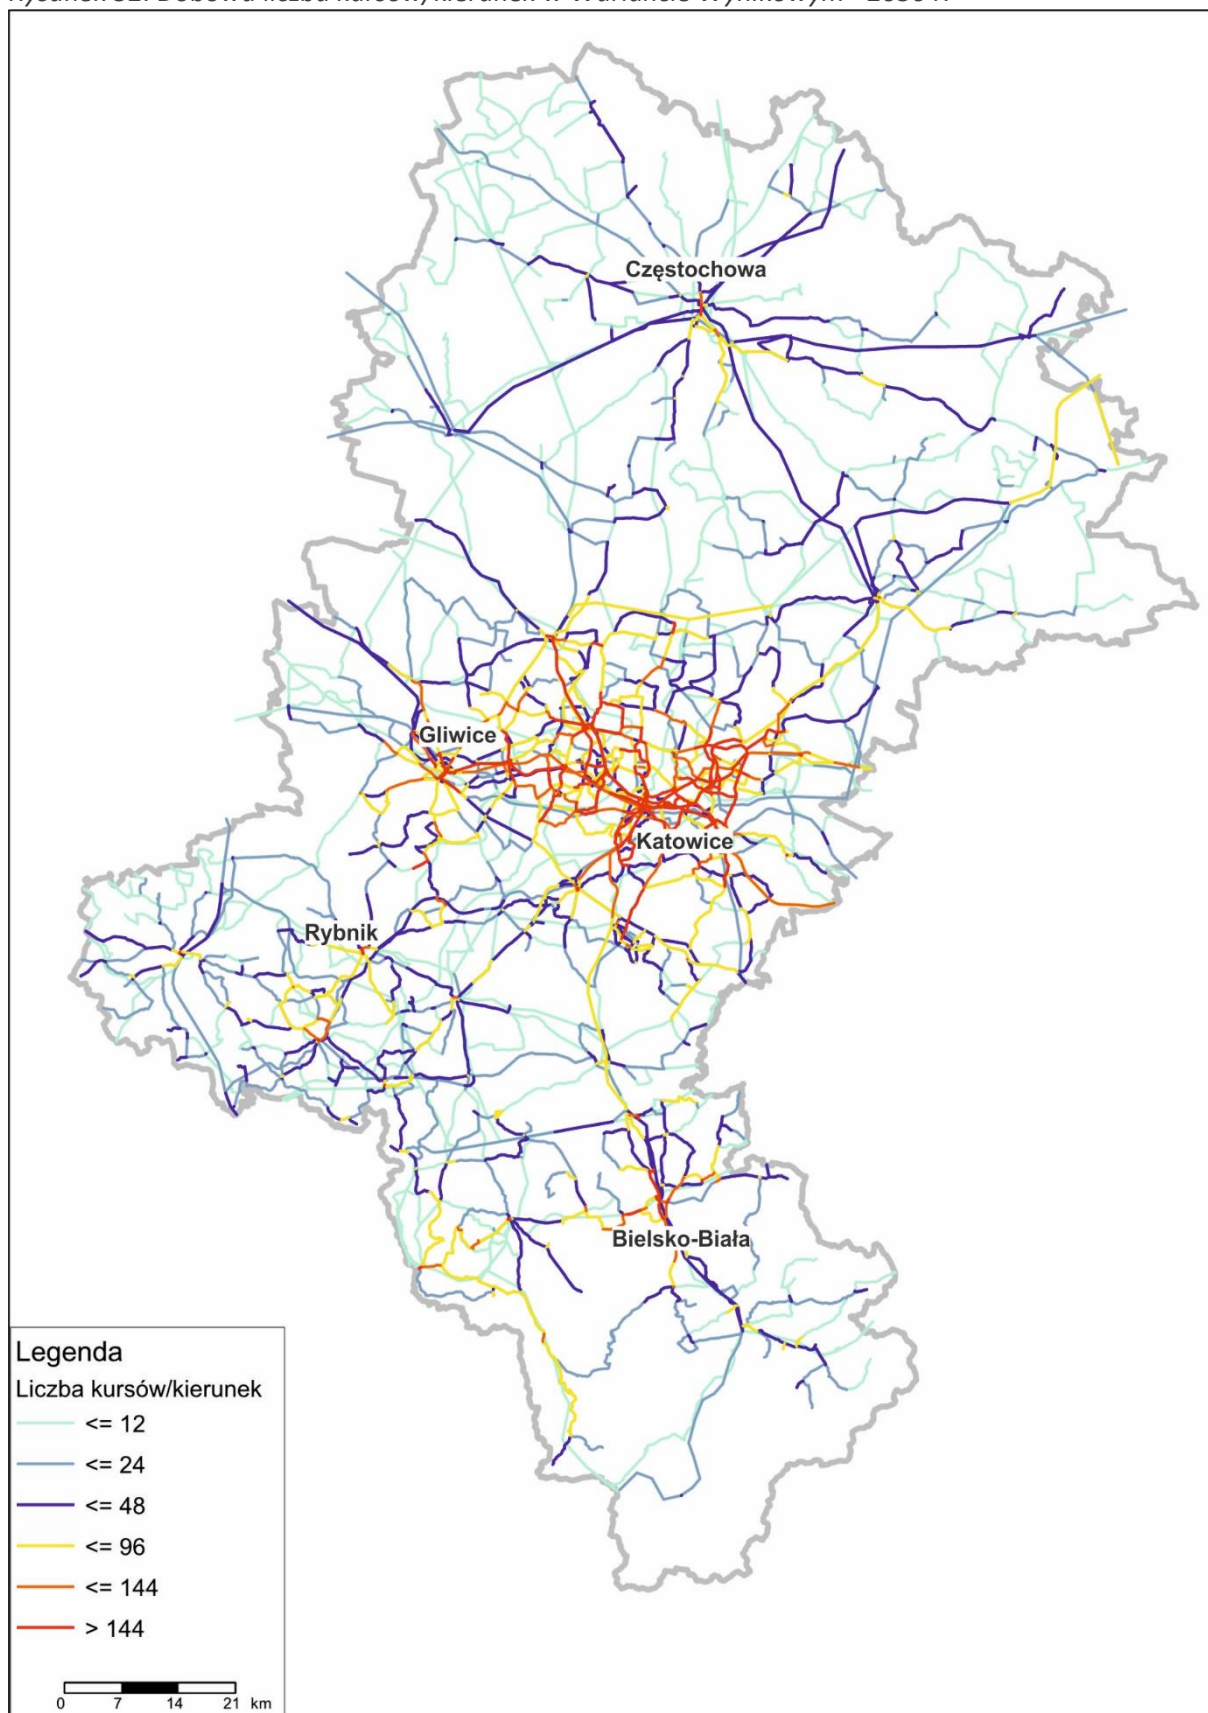 Częstochowa
Gliwice
Katowice
Rybnik
Bielsko-Biała
Legenda
Liczba kursów/kierunek
<= 12
<= 24
<= 48
<= 96
<= 144
> 144
0 7 14 21 km